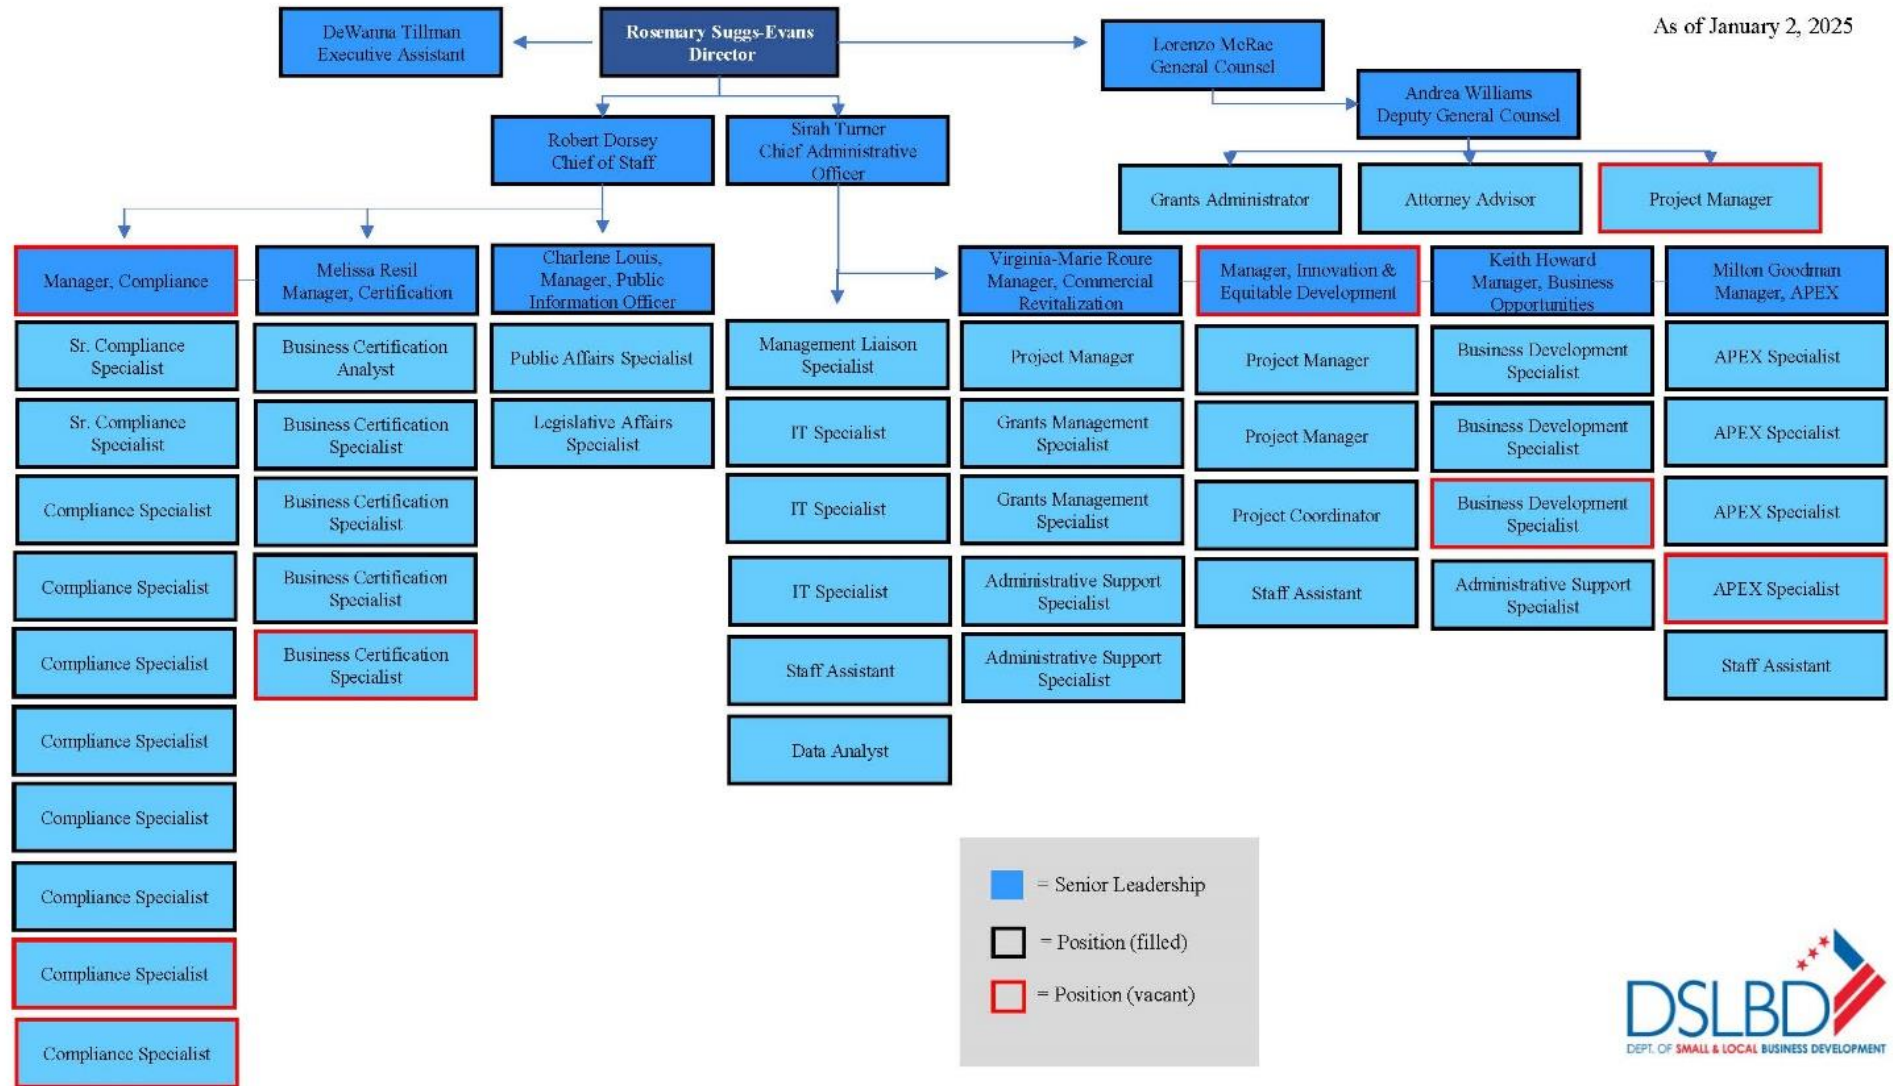 As of January 2, 2025
DeWanna Tillman
Executive Assistant
Rosemary Suggs-Evans
Director
Lorenzo McRae
General Counsel
Andrea Williams
Deputy General Counsel
Robert Dorsey
Chief of Staff
Sirah Turner
Chief Administrative
Officer
Grants Administrator
Attorney Advisor
Project Manager
Manager, Compliance
Sr. Compliance
Specialist
Sr. Compliance
Specialist
Compliance Specialist
Compliance Specialist
Compliance Specialist
Compliance Specialist
Compliance Specialist
Compliance Specialist
Compliance Specialist
Compliance Specialist
Melissa Resil
Manager, Certification
Business Certification
Analyst
Business Certification
Specialist
Business Certification
Specialist
Business Certification
Specialist
Business Certification
Specialist
Charlene Louis,
Manager, Public
Information Officer
Public Affairs Specialist
Legislative Affairs
Specialist
Management Liaison
Specialist
IT Specialist
IT Specialist
IT Specialist
Staff Assistant
Data Analyst
Virginia-Marie Roure
Manager, Commercial
Revitalization
Project Manager
Grants Management
Specialist
Grants Management
Specialist
Administrative Support
Specialist
Administrative Support
Specialist
Manager, Innovation &
Equitable Development
Project Manager
Project Manager
Project Coordinator
Staff Assistant
Keith Howard
Manager, Business
Opportunities
Business Development
Specialist
Business Development
Specialist
Business Development
Specialist
Administrative Support
Specialist
Milton Goodman
Manager, APEX
APEX Specialist
APEX Specialist
APEX Specialist
APEX Specialist
Staff Assistant
= Senior Leadership
= Position (filled)
= Position (vacant)
DSLBD
DEPT. OF SMALL & LOCAL BUSINESS DEVELOPMENT